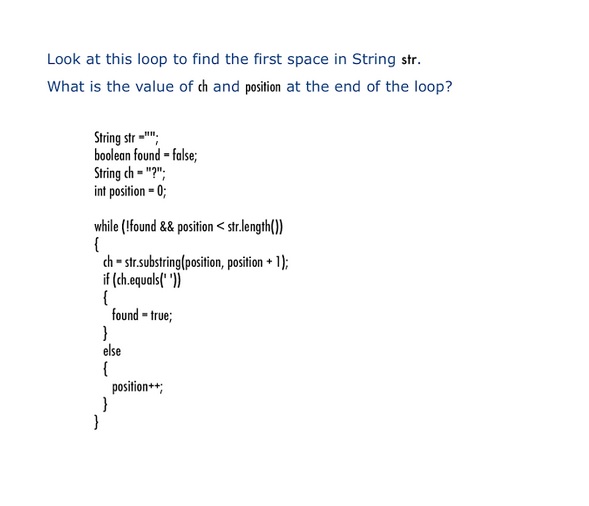 Look at this loop to find the first space in String str.
What is the value of ch and position at the end of the loop?
String str ="";
boolean found = false;
String ch = "?";
int position = 0;
while (!found && position < str.length())
{
ch = str.substring(position, position + 1);
if (ch.equals(' '))
{
found = true;
}
else
{
position++;
}
}